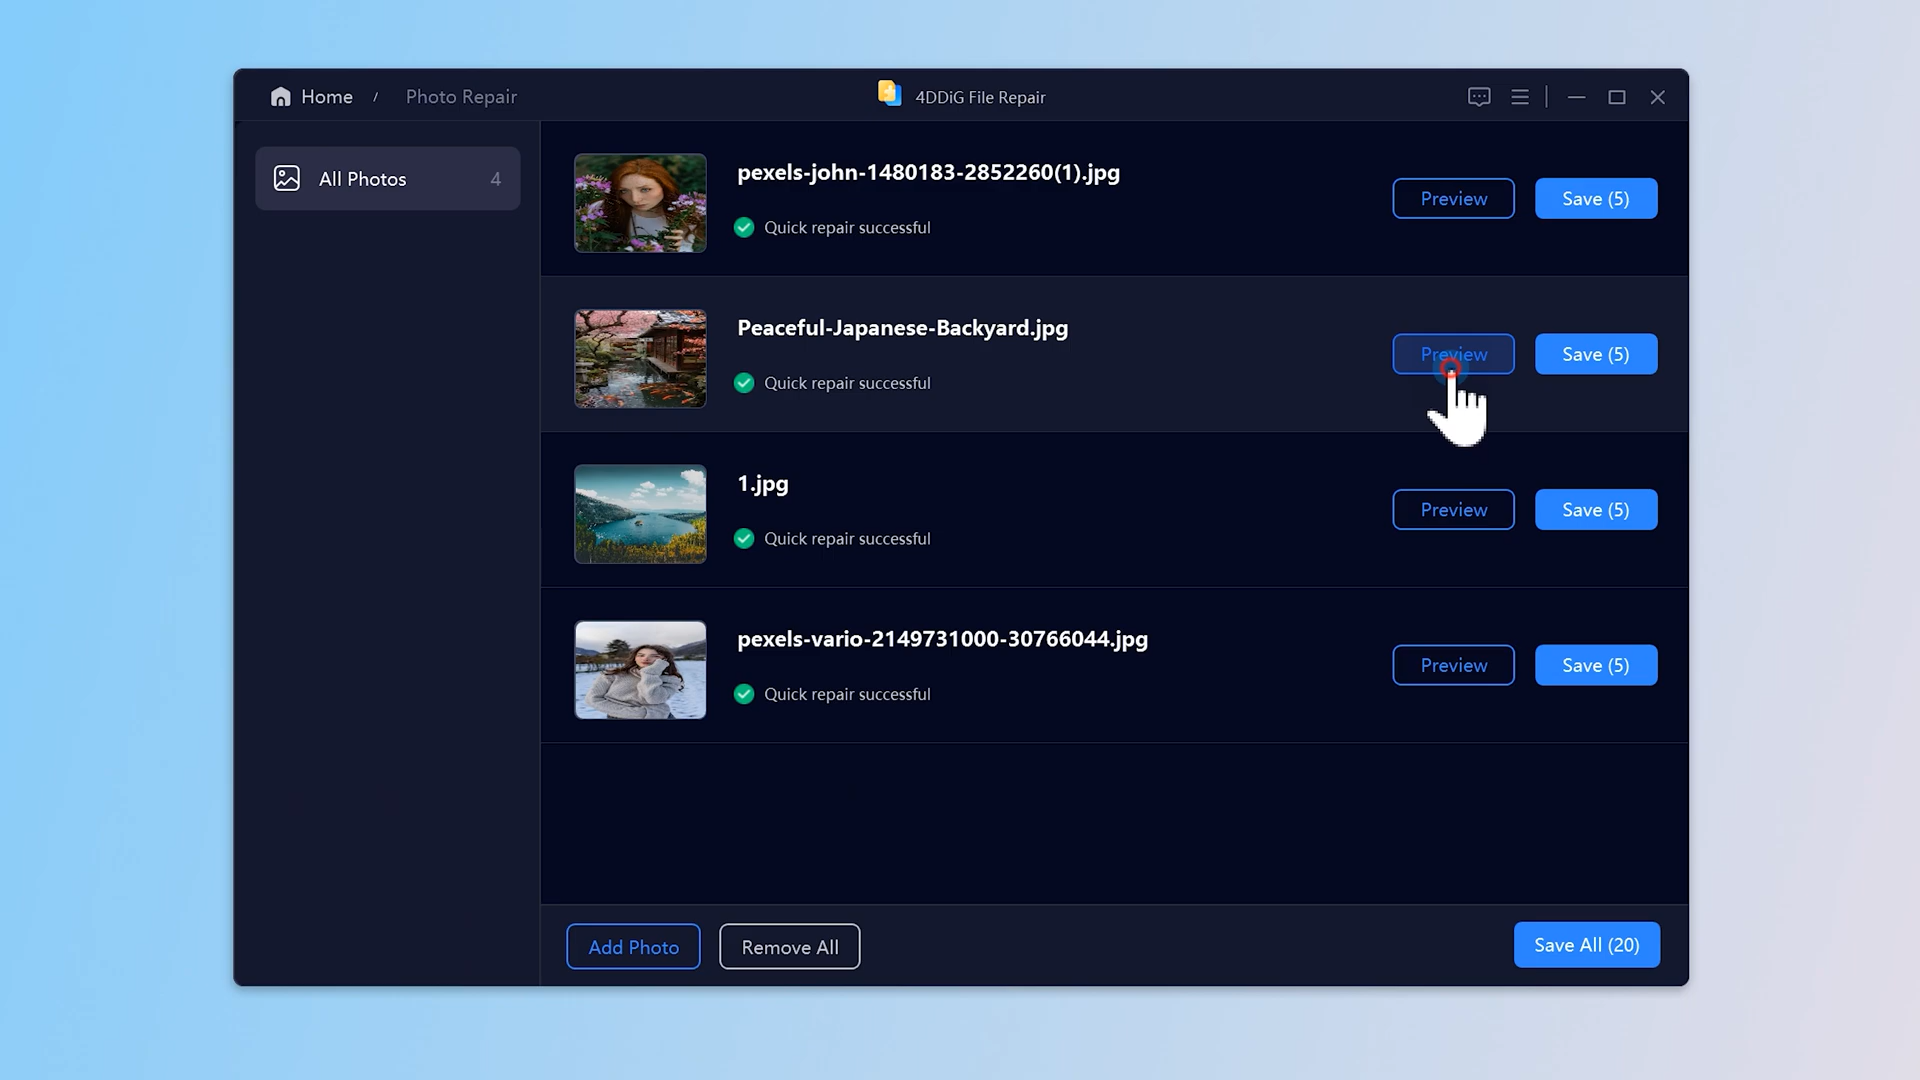 Home / Photo Repair
4DDiG File Repair
All Photos 4
pexels-john-1480183-2852260(1).jpg
Quick repair successful
Preview
Save (5)
Peaceful-Japanese-Backyard.jpg
Quick repair successful
Preview
Save (5)
1.jpg
Quick repair successful
Preview
Save (5)
pexels-vario-2149731000-30766044.jpg
Quick repair successful
Preview
Save (5)
Add Photo
Remove All
Save All (20)